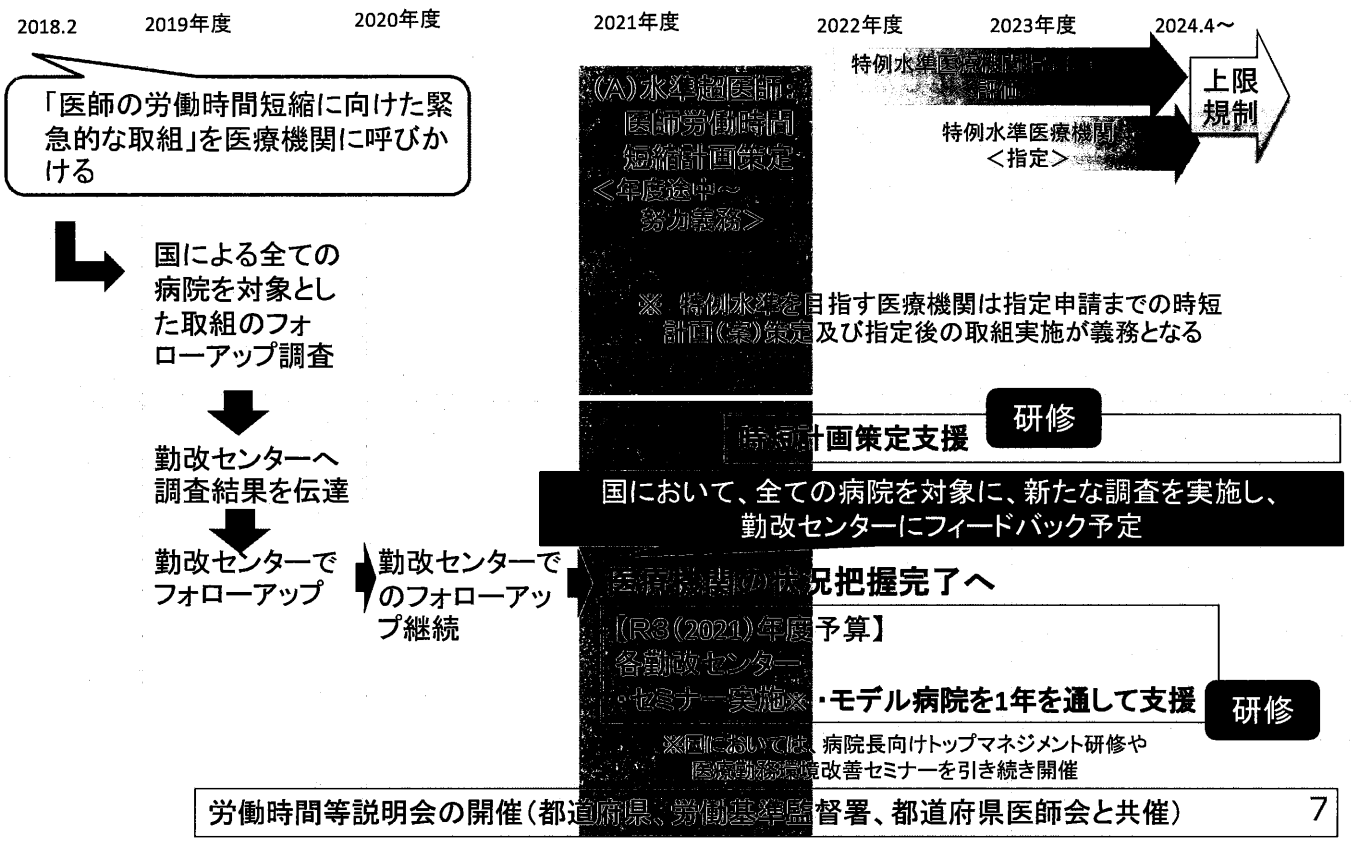 2018.2
2019年度
2020年度
2021年度
2022年度
2023年度
2024.4～
「医師の労働時間短縮に向けた緊
急的な取組」を医療機関に呼びか
ける
国による全ての
病院を対象とし
た取組のフォ
ローアップ調査
勤改センターへ
調査結果を伝達
勤改センターで
フォローアップ
勤改センターで
のフォローアッ
プ継続
(A)水準超医師:
医師労働時間
短縮計画策定
＜年度途中～
努力義務＞
特例水準医療機関
評価
特例水準医療機関
＜指定＞
上限
規制
※　特例水準を目指す医療機関は指定申請までの時短
計画(案)策定及び指定後の取組実施が義務となる
研修
時短計画策定支援
国において、全ての病院を対象に、新たな調査を実施し、
勤改センターにフィードバック予定
医療機関の状況把握完了へ
【R3(2021)年度予算】
各勤改センター
・セミナー実施※・モデル病院を1年を通して支援
研修
※国においては、病院長向けトップマネジメント研修や
医療勤務環境改善セミナーを引き続き開催
労働時間等説明会の開催(都道府県、労働基準監督署、都道府県医師会と共催)
7